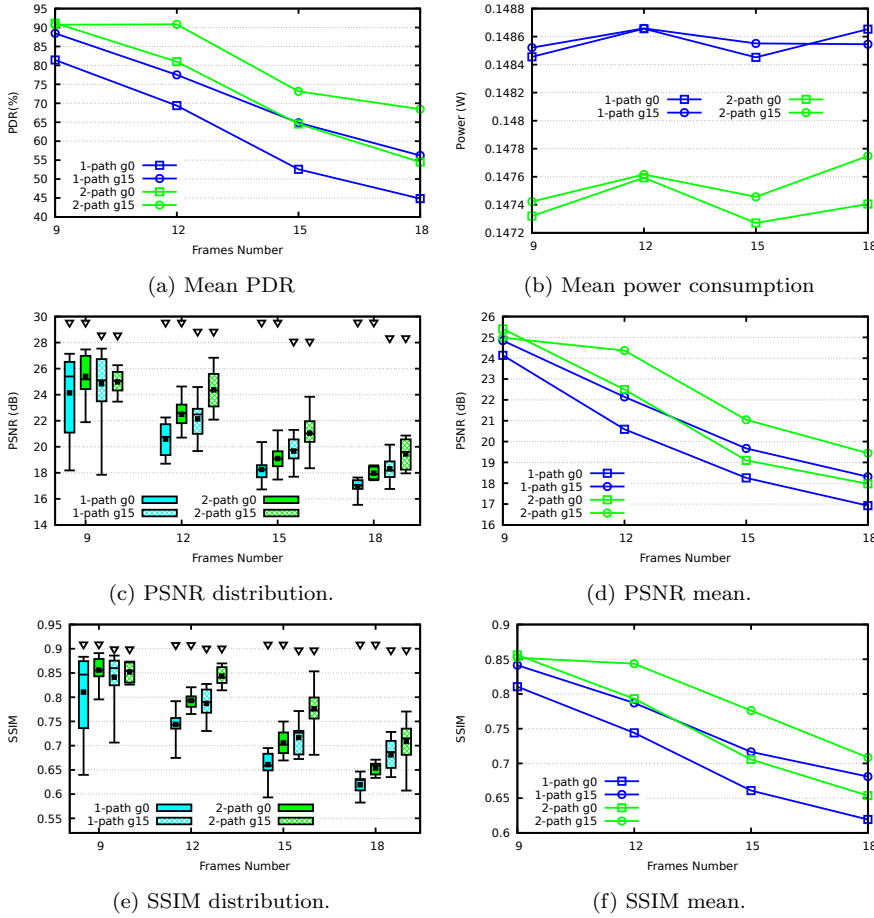 95
90
85
80
75
70
65
60
55
50
45
40
PDR(%)
1-path g0
1-path g15
2-path g0
2-path g15
9
12
15
18
Frames Number
(a) Mean PDR
0.1488
0.1486
0.1484
0.1482
0.148
0.1478
0.1476
0.1474
0.1472
Power (W)
1-path g0
1-path g15
2-path g0
2-path g15
9
12
15
18
(b) Mean power consumption
30
28
26
24
22
20
18
16
14
PSNR (dB)
1-path g0
1-path g15
2-path g0
2-path g15
9
12
15
18
Frames Number
(c) PSNR distribution.
26
25
24
23
22
21
20
19
18
17
16
PSNR (dB)
1-path g0
1-path g15
2-path g0
2-path g15
9
12
15
18
Frames Number
(d) PSNR mean.
0.95
0.9
0.85
0.8
0.75
0.7
0.65
0.6
0.55
SSIM
1-path g0
1-path g15
2-path g0
2-path g15
9
12
15
18
Frames Number
(e) SSIM distribution.
0.9
0.85
0.8
0.75
0.7
0.65
0.6
SSIM
1-path g0
1-path g15
2-path g0
2-path g15
9
12
15
18
Frames Number
(f) SSIM mean.